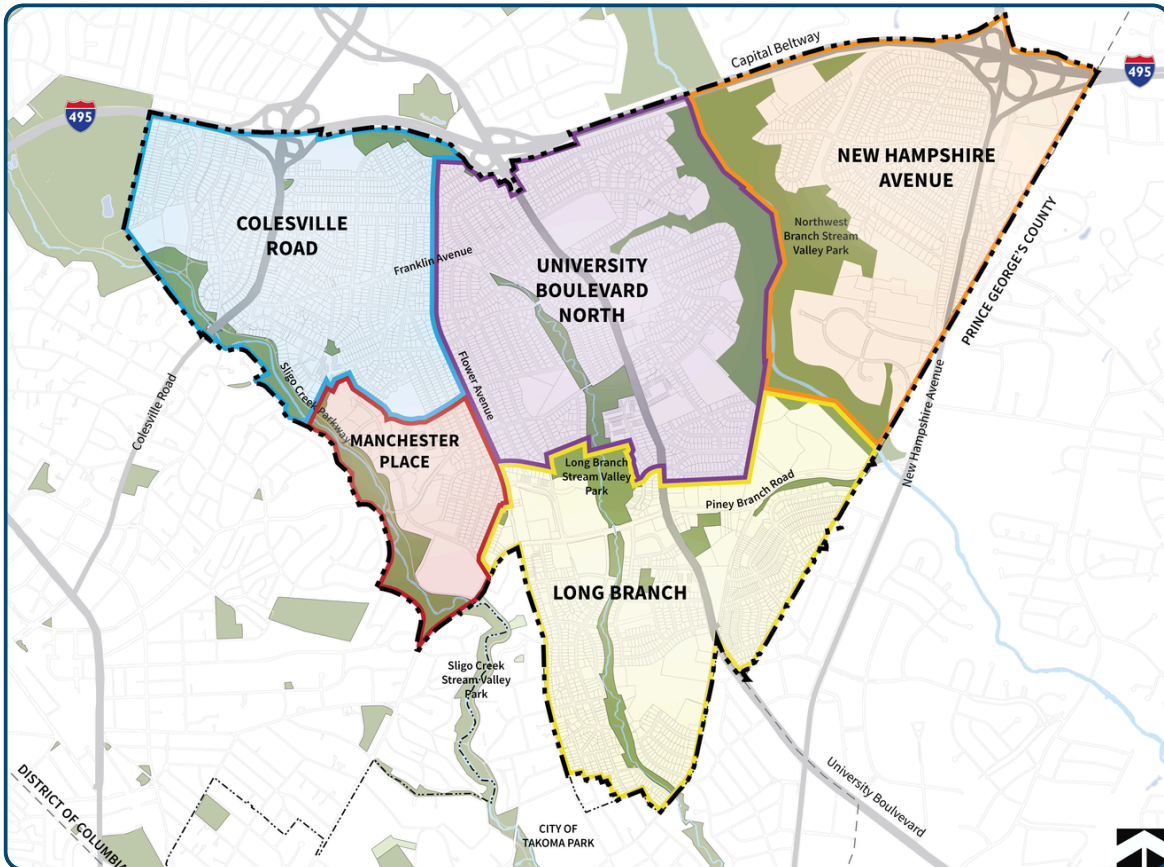 Capital Beltway
495
495
NEW HAMPSHIRE
AVENUE
COLESVILLE
ROAD
Northwest
Branch Stream
Valley Park
Franklin Avenue
UNIVERSITY
BOULEVARD
NORTH
PRINCE GEORGE'S COUNTY
Flower Avenue
Sligo Creek Parkway
Colesville Road
New Hampshire Avenue
MANCHESTER
PLACE
Long Branch
Stream Valley
Park
Piney Branch Road
LONG BRANCH
Sligo Creek
Stream Valley
Park
University Boulevard
DISTRICT OF COLUMBIA
CITY OF
TAKOMA PARK